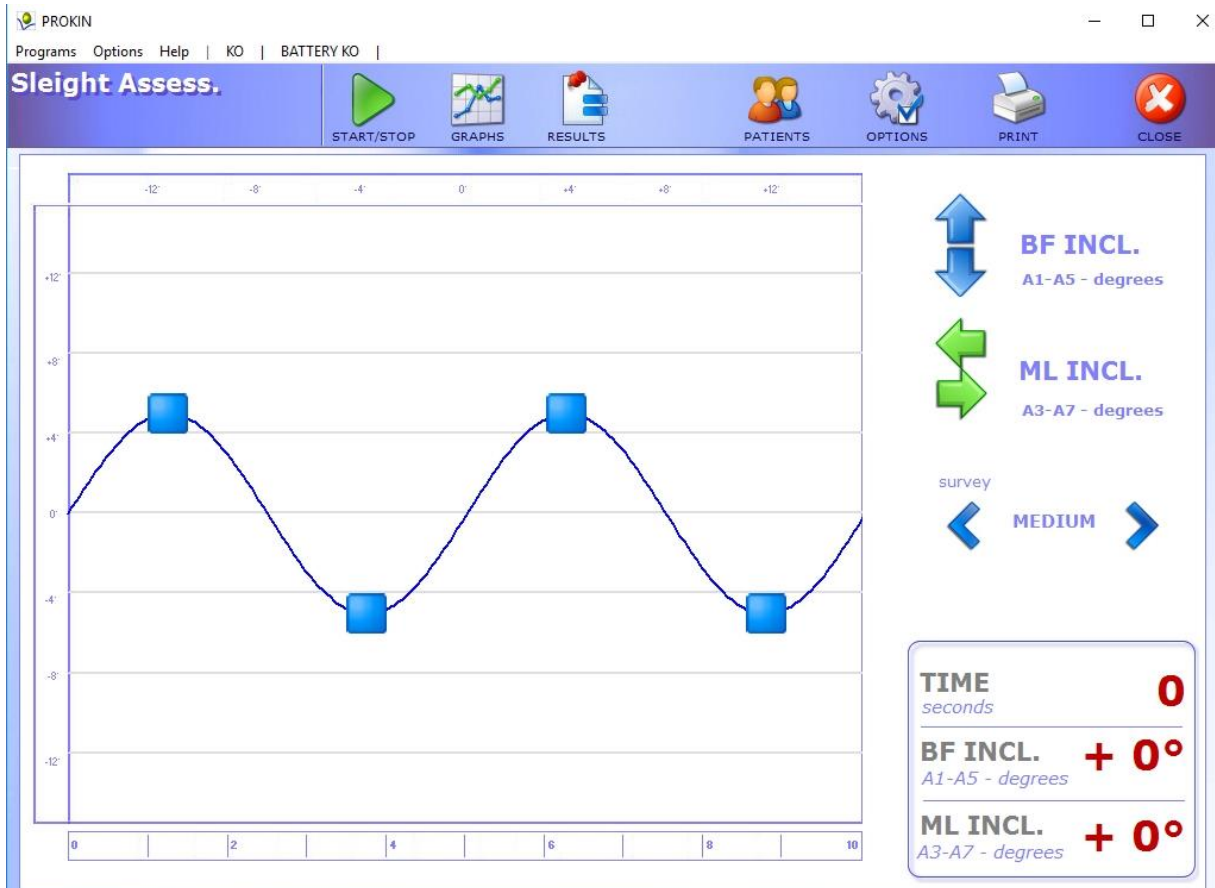 PROKIN
Programs Options Help | KO | BATTERY KO |
Sleight Assess.
START/STOP GRAPHS RESULTS PATIENTS OPTIONS PRINT CLOSE
-12° -8° -4° 0° +4° +8° +12°
+12°
+8°
+4°
0°
-4°
-8°
-12°
0 2 4 6 8 10
BF INCL.
A1-A5 - degrees
ML INCL.
A3-A7 - degrees
survey
MEDIUM
TIME 0
seconds
BF INCL. + 0°
A1-A5 - degrees
ML INCL. + 0°
A3-A7 - degrees